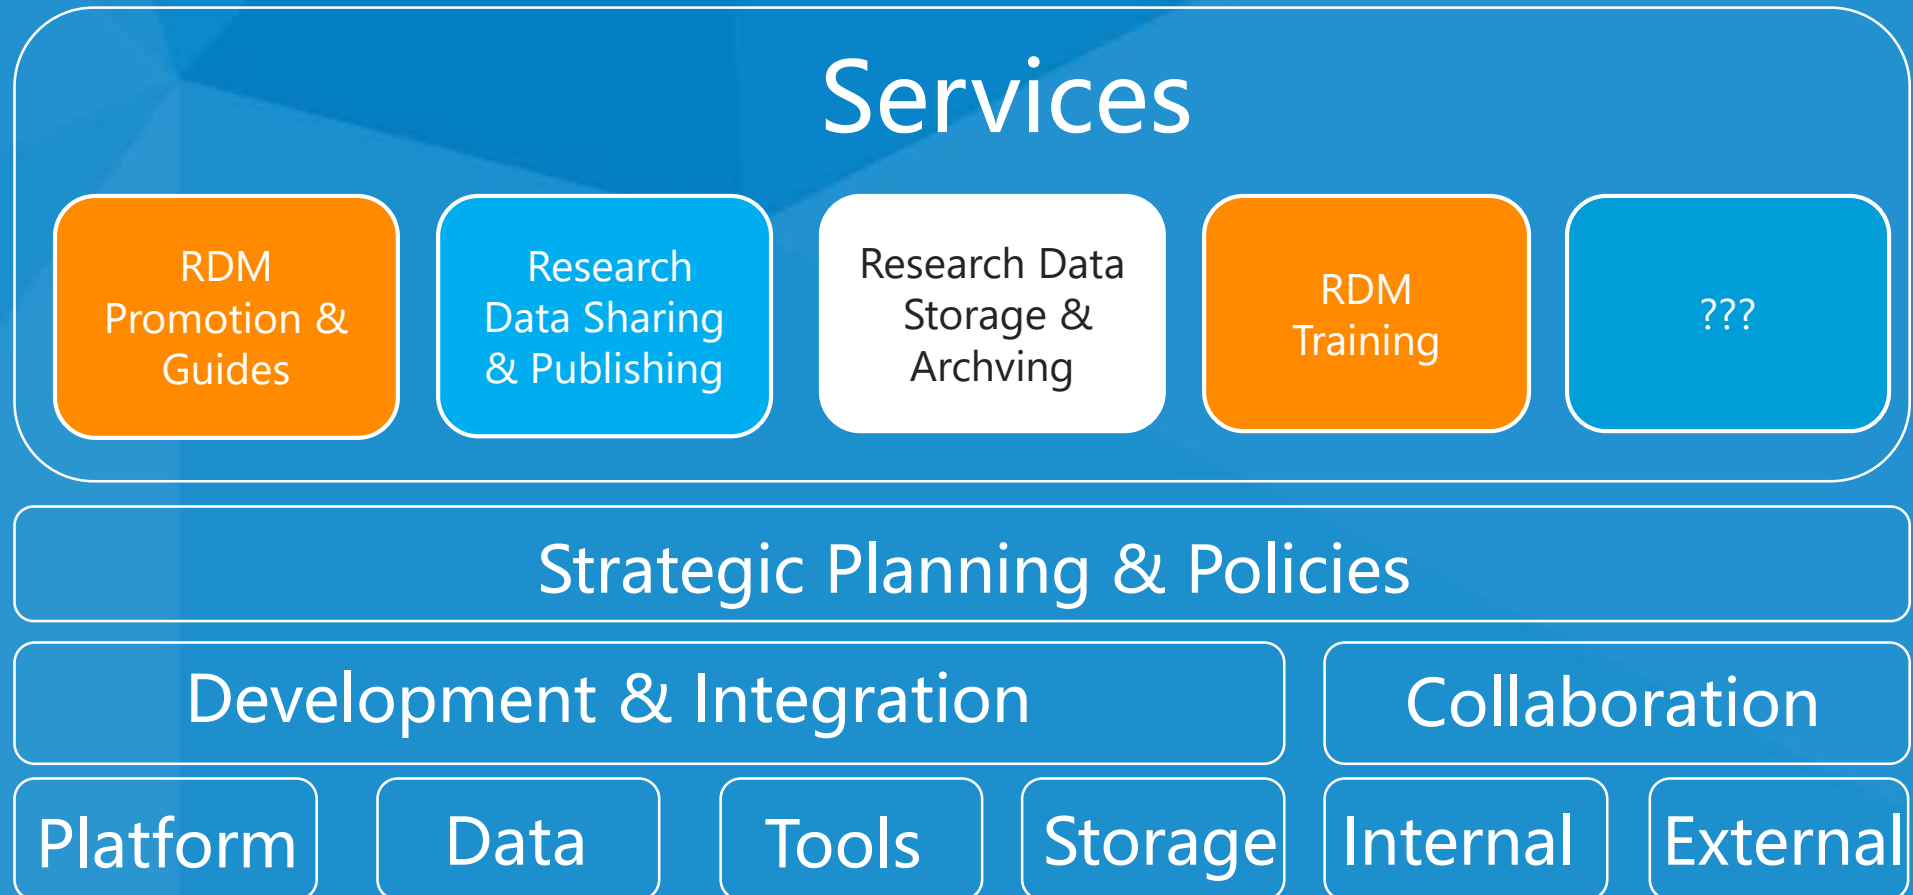 Services
RDM
Promotion &
Guides
Research
Data Sharing
& Publishing
Research Data
Storage &
Archving
RDM
Training
???
Strategic Planning & Policies
Development & Integration
Collaboration
Platform
Data
Tools
Storage
Internal
External